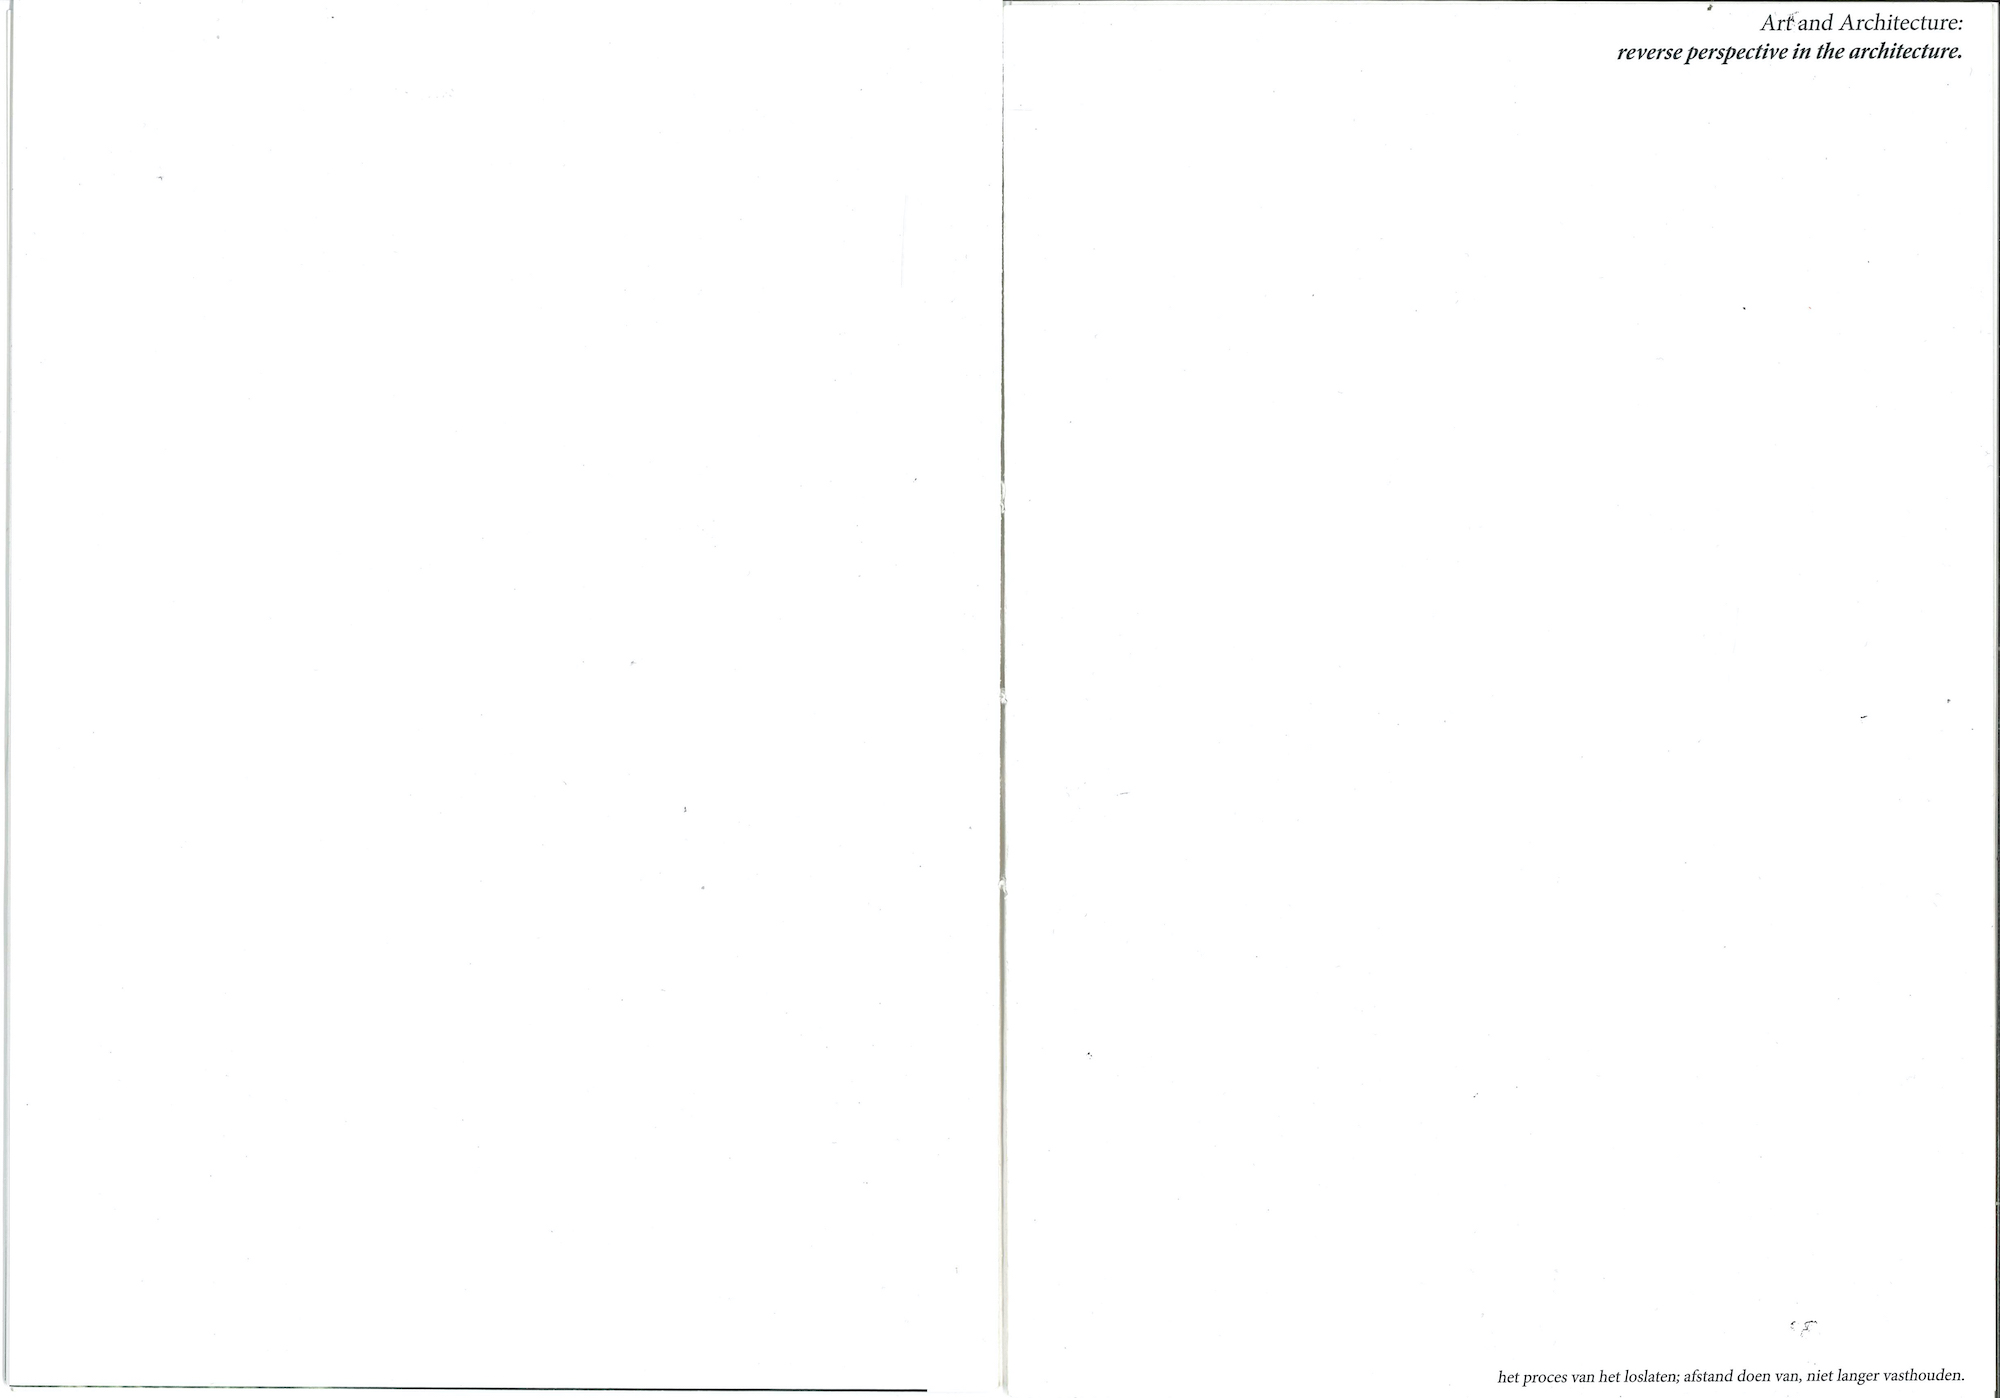 Art and Architecture:
reverse perspective in the architecture.
het proces van het loslaten; afstand doen van, niet langer vasthouden.